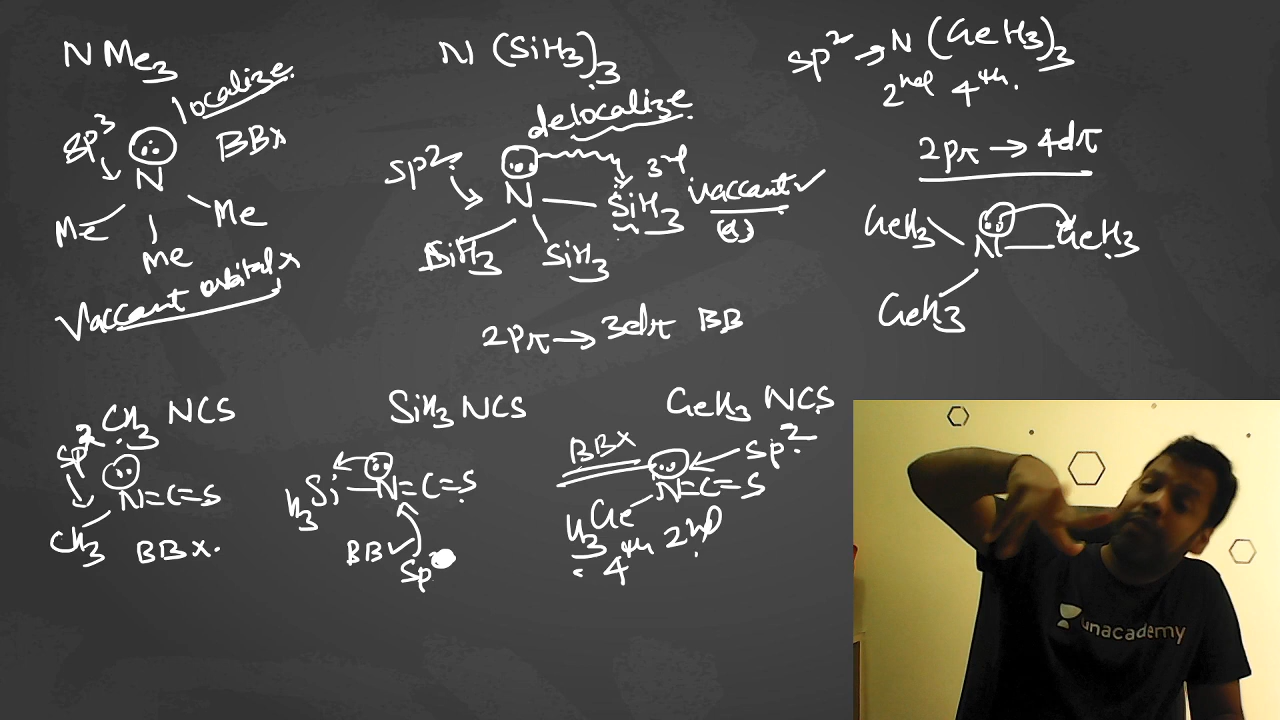 NMe3
localize.
sp3
BBx
N
Me
Me
Me
Vaccant orbital x
N(SiH3)3
delocalize.
sp2
3rd
N
SiH3
vaccant ✓
(d)
SiH3
SiH3
2pπ → 3dπ BB
sp2 → N(GeH3)3
2nd 4th.
2pπ → 4dπ
GeH3
N
GeH3
GeH3
CH3 NCS
sp2
N=C=S
CH3
BBx.
SiH3 NCS
H3Si
N=C=S
BB✓
sp
GeH3 NCS
BBx
sp2
N=C=S
H3Ge
4th 2nd
unacademy